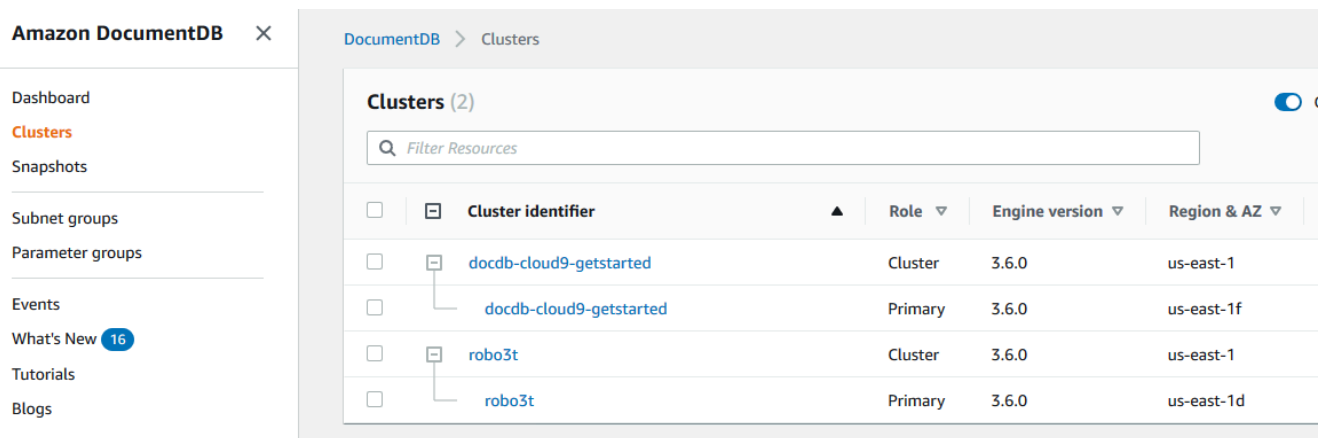 Amazon DocumentDB
Dashboard
Clusters
Snapshots
Subnet groups
Parameter groups
Events
What's New 16
Tutorials
Blogs
DocumentDB > Clusters
Clusters (2)
Filter Resources
Cluster identifier Role Engine version Region & AZ
docdb-cloud9-getstarted Cluster 3.6.0 us-east-1
docdb-cloud9-getstarted Primary 3.6.0 us-east-1f
robo3t Cluster 3.6.0 us-east-1
robo3t Primary 3.6.0 us-east-1d